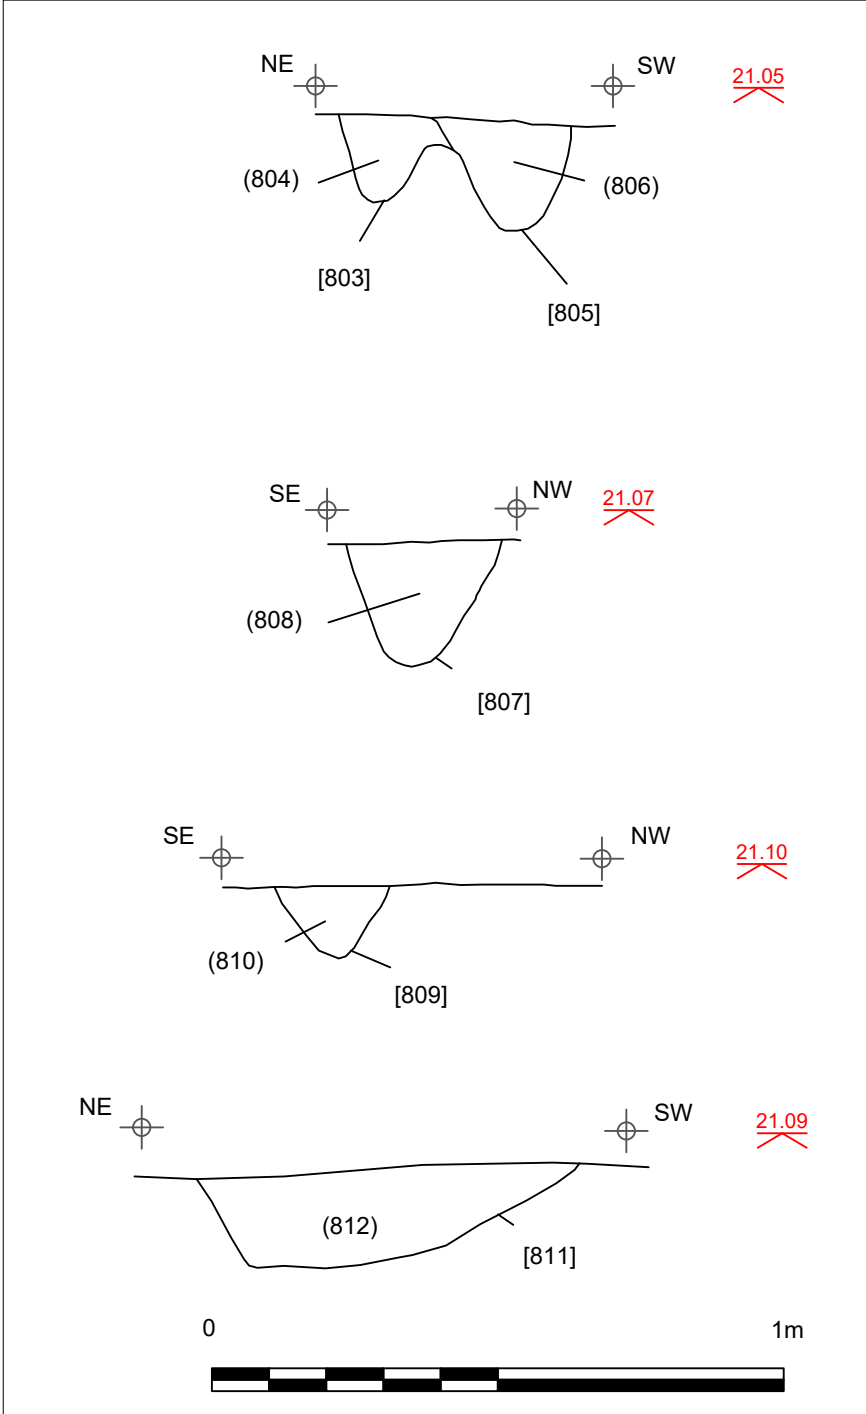 NE SW 21.05
(804) (806)
[803]
[805]
SE NW 21.07
(808)
[807]
SE NW 21.10
(810)
[809]
NE SW 21.09
(812)
[811]
0 1m